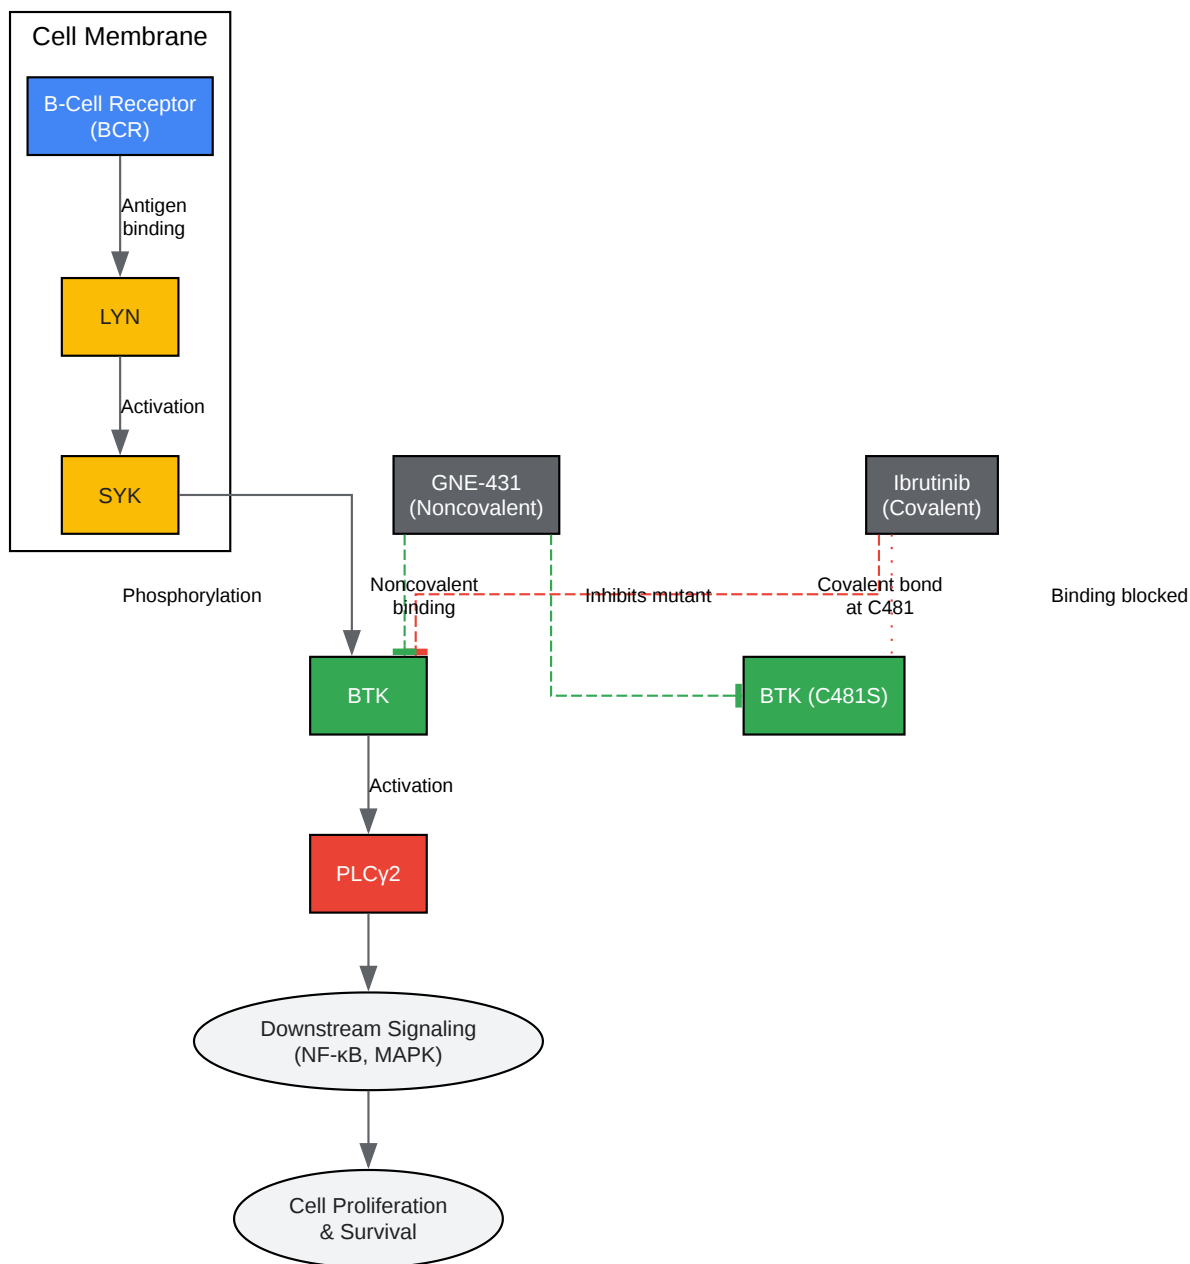 Cell Membrane
B-Cell Receptor
(BCR)
Antigen
binding
LYN
Activation
SYK
GNE-431
(Noncovalent)
Ibrutinib
(Covalent)
Phosphorylation
Noncovalent
binding
Inhibits mutant
Covalent bond
at C481
Binding blocked
BTK
BTK (C481S)
Activation
PLCγ2
Downstream Signaling
(NF-κB, MAPK)
Cell Proliferation
& Survival